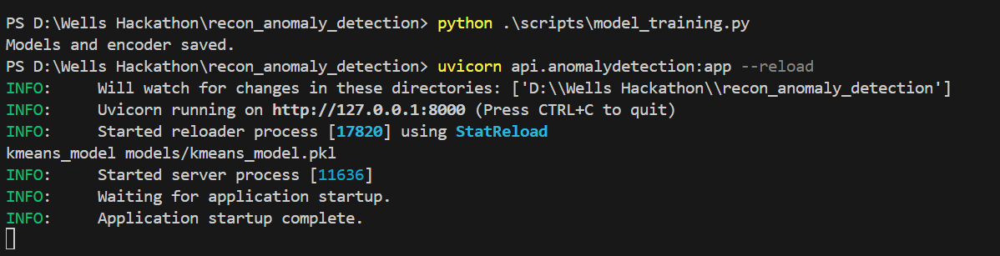 PS D:\Wells Hackathon\recon_anomaly_detection> python .\scripts\model_training.py
Models and encoder saved.
PS D:\Wells Hackathon\recon_anomaly_detection> uvicorn api.anomalydetection:app --reload
INFO:     Will watch for changes in these directories: ['D:\\Wells Hackathon\\recon_anomaly_detection']
INFO:     Uvicorn running on http://127.0.0.1:8000 (Press CTRL+C to quit)
INFO:     Started reloader process [17820] using StatReload
kmeans_model models/kmeans_model.pkl
INFO:     Started server process [11636]
INFO:     Waiting for application startup.
INFO:     Application startup complete.